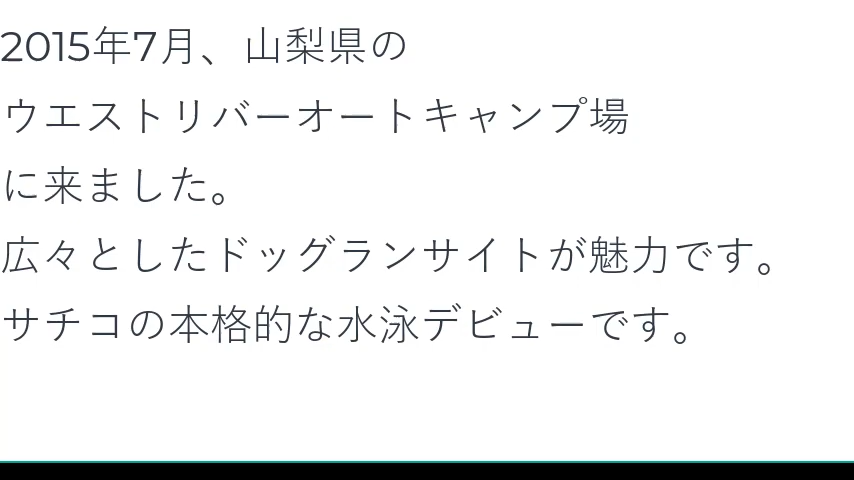 2015年7月、山梨県の
ウエストリバーオートキャンプ場
に来ました。
広々としたドッグランサイトが魅力です。
サチコの本格的な水泳デビューです。